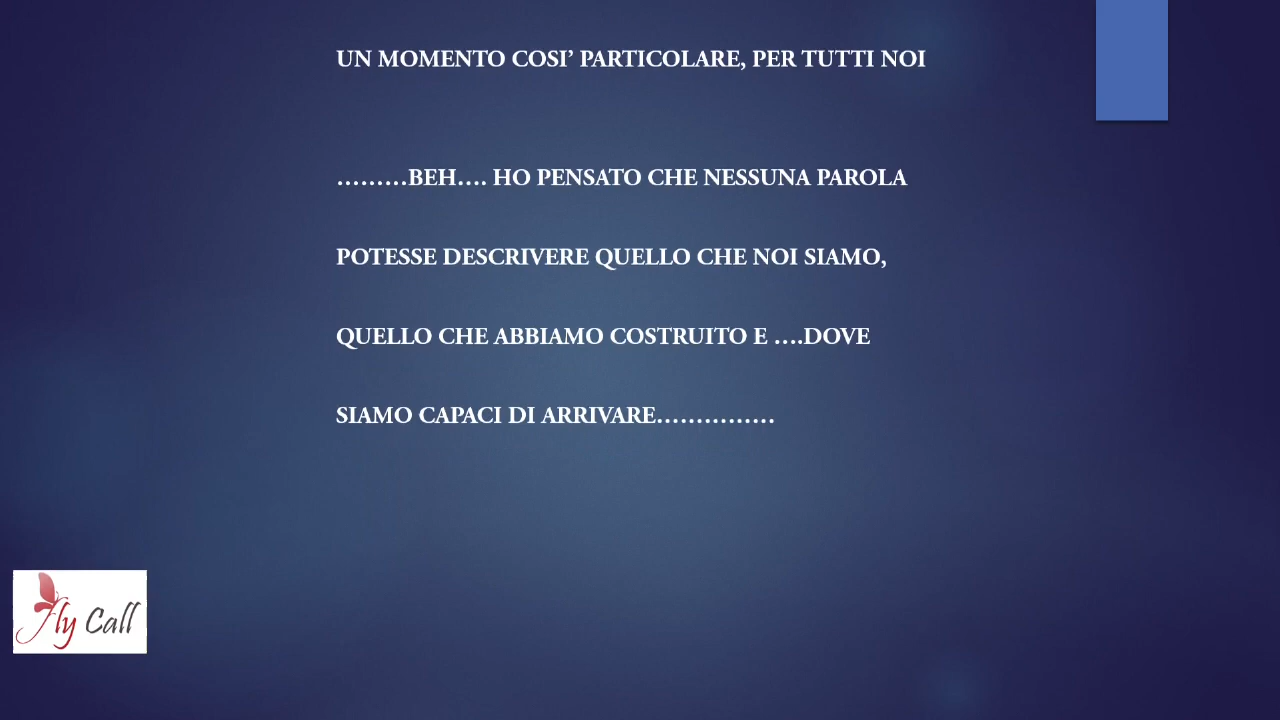 UN MOMENTO COSI’ PARTICOLARE, PER TUTTI NOI
………BEH…. HO PENSATO CHE NESSUNA PAROLA
POTESSE DESCRIVERE QUELLO CHE NOI SIAMO,
QUELLO CHE ABBIAMO COSTRUITO E ….DOVE
SIAMO CAPACI DI ARRIVARE……………
Fly Call